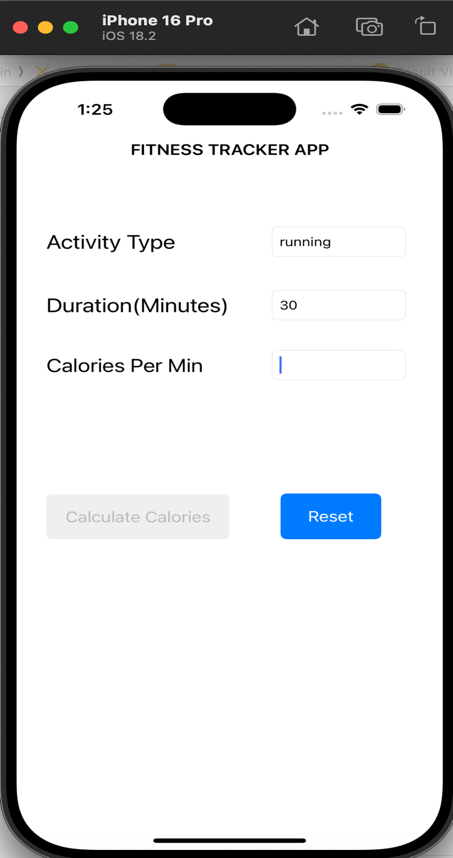 iPhone 16 Pro
iOS 18.2
1:25
FITNESS TRACKER APP
Activity Type running
Duration(Minutes) 30
Calories Per Min
Calculate Calories Reset